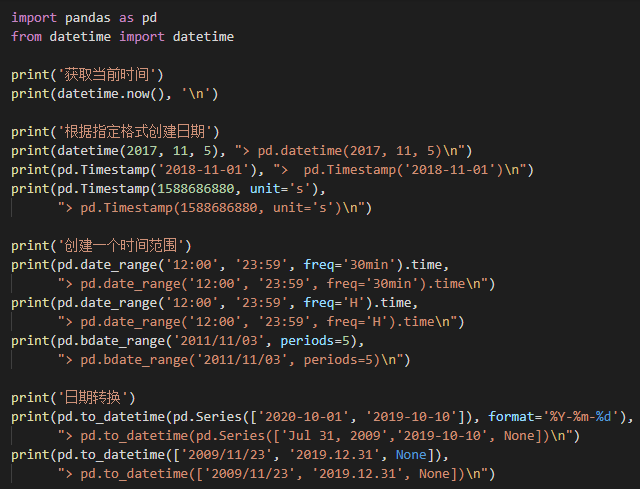 import pandas as pd
from datetime import datetime

print('获取当前时间')
print(datetime.now(), '\n')

print('根据指定格式创建日期')
print(datetime(2017, 11, 5), "> pd.datetime(2017, 11, 5)\n")
print(pd.Timestamp('2018-11-01'), ">  pd.Timestamp('2018-11-01')\n")
print(pd.Timestamp(1588686880, unit='s'),
      "> pd.Timestamp(1588686880, unit='s')\n")

print('创建一个时间范围')
print(pd.date_range('12:00', '23:59', freq='30min').time,
      "> pd.date_range('12:00', '23:59', freq='30min').time\n")
print(pd.date_range('12:00', '23:59', freq='H').time,
      "> pd.date_range('12:00', '23:59', freq='H').time\n")
print(pd.bdate_range('2011/11/03', periods=5),
      "> pd.bdate_range('2011/11/03', periods=5)\n")

print('日期转换')
print(pd.to_datetime(pd.Series(['2020-10-01', '2019-10-10']), format='%Y-%m-%d'),
      "> pd.to_datetime(pd.Series(['Jul 31, 2009','2019-10-10', None])\n")
print(pd.to_datetime(['2009/11/23', '2019.12.31', None]),
      "> pd.to_datetime(['2009/11/23', '2019.12.31', None])\n")